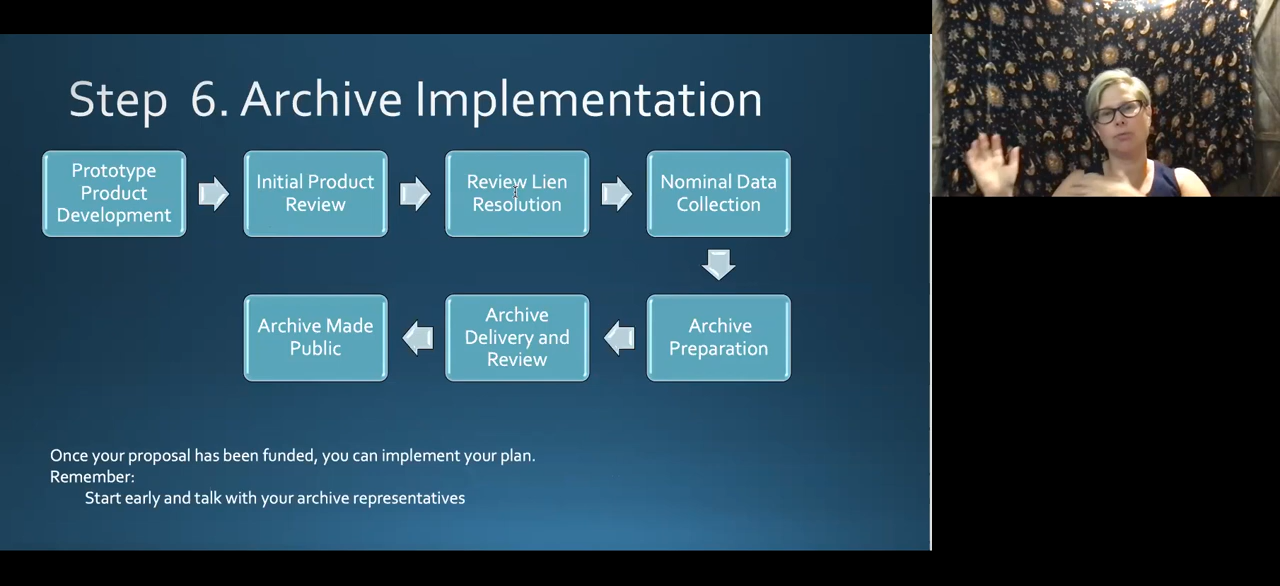 Step 6. Archive Implementation
Prototype
Product
Development
Initial Product
Review
Review Lien
Resolution
Nominal Data
Collection
Archive
Preparation
Archive
Delivery and
Review
Archive Made
Public
Once your proposal has been funded, you can implement your plan.
Remember:
Start early and talk with your archive representatives